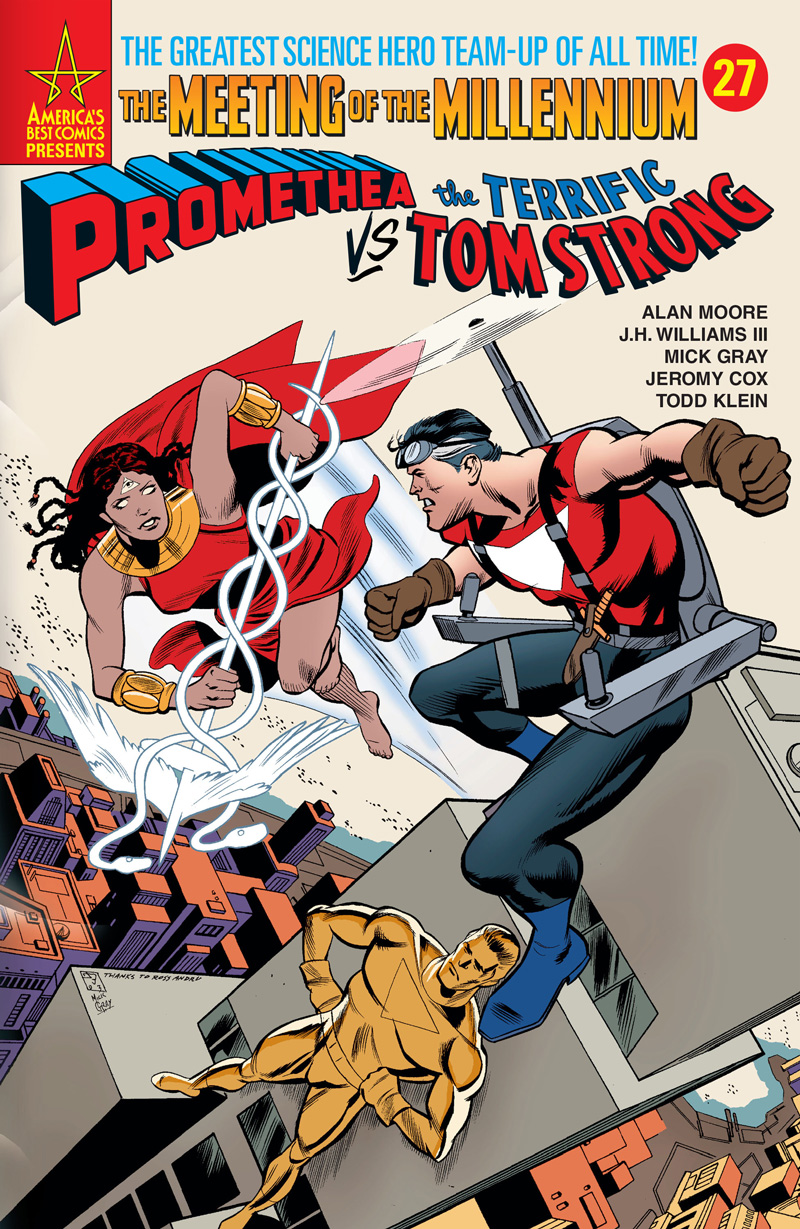 AMERICA'S
BEST COMICS
PRESENTS
THE GREATEST SCIENCE HERO TEAM-UP OF ALL TIME!
THE MEETING OF THE MILLENNIUM
27
PROMETHEA
VS
the TERRIFIC
TOM STRONG
ALAN MOORE
J.H. WILLIAMS III
MICK GRAY
JEROMY COX
TODD KLEIN
THANKS TO ROSS ANDRU
Mick
Gray